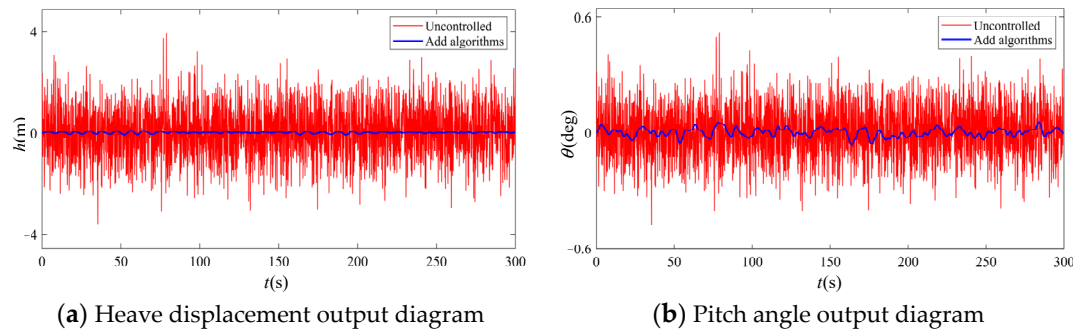 4
0
−4
h(m)
Uncontrolled
Add algorithms
0 50 100 150 200 250 300
t(s)
(a) Heave displacement output diagram
0.6
0
−0.6
θ(deg)
Uncontrolled
Add algorithms
0 50 100 150 200 250 300
t(s)
(b) Pitch angle output diagram